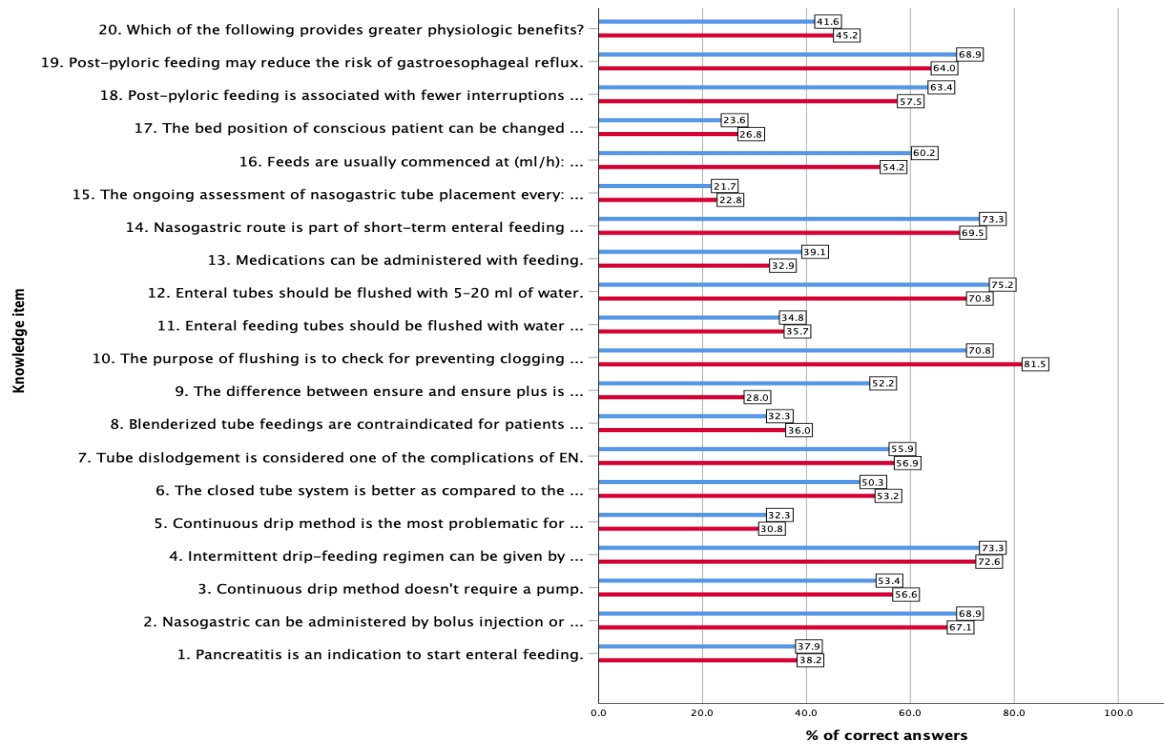 20. Which of the following provides greater physiologic benefits?
41.6
45.2
19. Post-pyloric feeding may reduce the risk of gastroesophageal reflux.
68.9
64.0
18. Post-pyloric feeding is associated with fewer interruptions ...
63.4
57.5
17. The bed position of conscious patient can be changed ...
23.6
26.8
16. Feeds are usually commenced at (ml/h): ...
60.2
54.2
15. The ongoing assessment of nasogastric tube placement every: ...
21.7
22.8
14. Nasogastric route is part of short-term enteral feeding ...
73.3
69.5
13. Medications can be administered with feeding.
39.1
32.9
12. Enteral tubes should be flushed with 5-20 ml of water.
75.2
70.8
11. Enteral feeding tubes should be flushed with water ...
34.8
35.7
10. The purpose of flushing is to check for preventing clogging ...
70.8
81.5
9. The difference between ensure and ensure plus is ...
52.2
28.0
8. Blenderized tube feedings are contraindicated for patients ...
32.3
36.0
7. Tube dislodgement is considered one of the complications of EN.
55.9
56.9
6. The closed tube system is better as compared to the ...
50.3
53.2
5. Continuous drip method is the most problematic for ...
32.3
30.8
4. Intermittent drip-feeding regimen can be given by ...
73.3
72.6
3. Continuous drip method doesn't require a pump.
53.4
56.6
2. Nasogastric can be administered by bolus injection or ...
68.9
67.1
1. Pancreatitis is an indication to start enteral feeding.
37.9
38.2
Knowledge item
0.0 20.0 40.0 60.0 80.0 100.0
% of correct answers